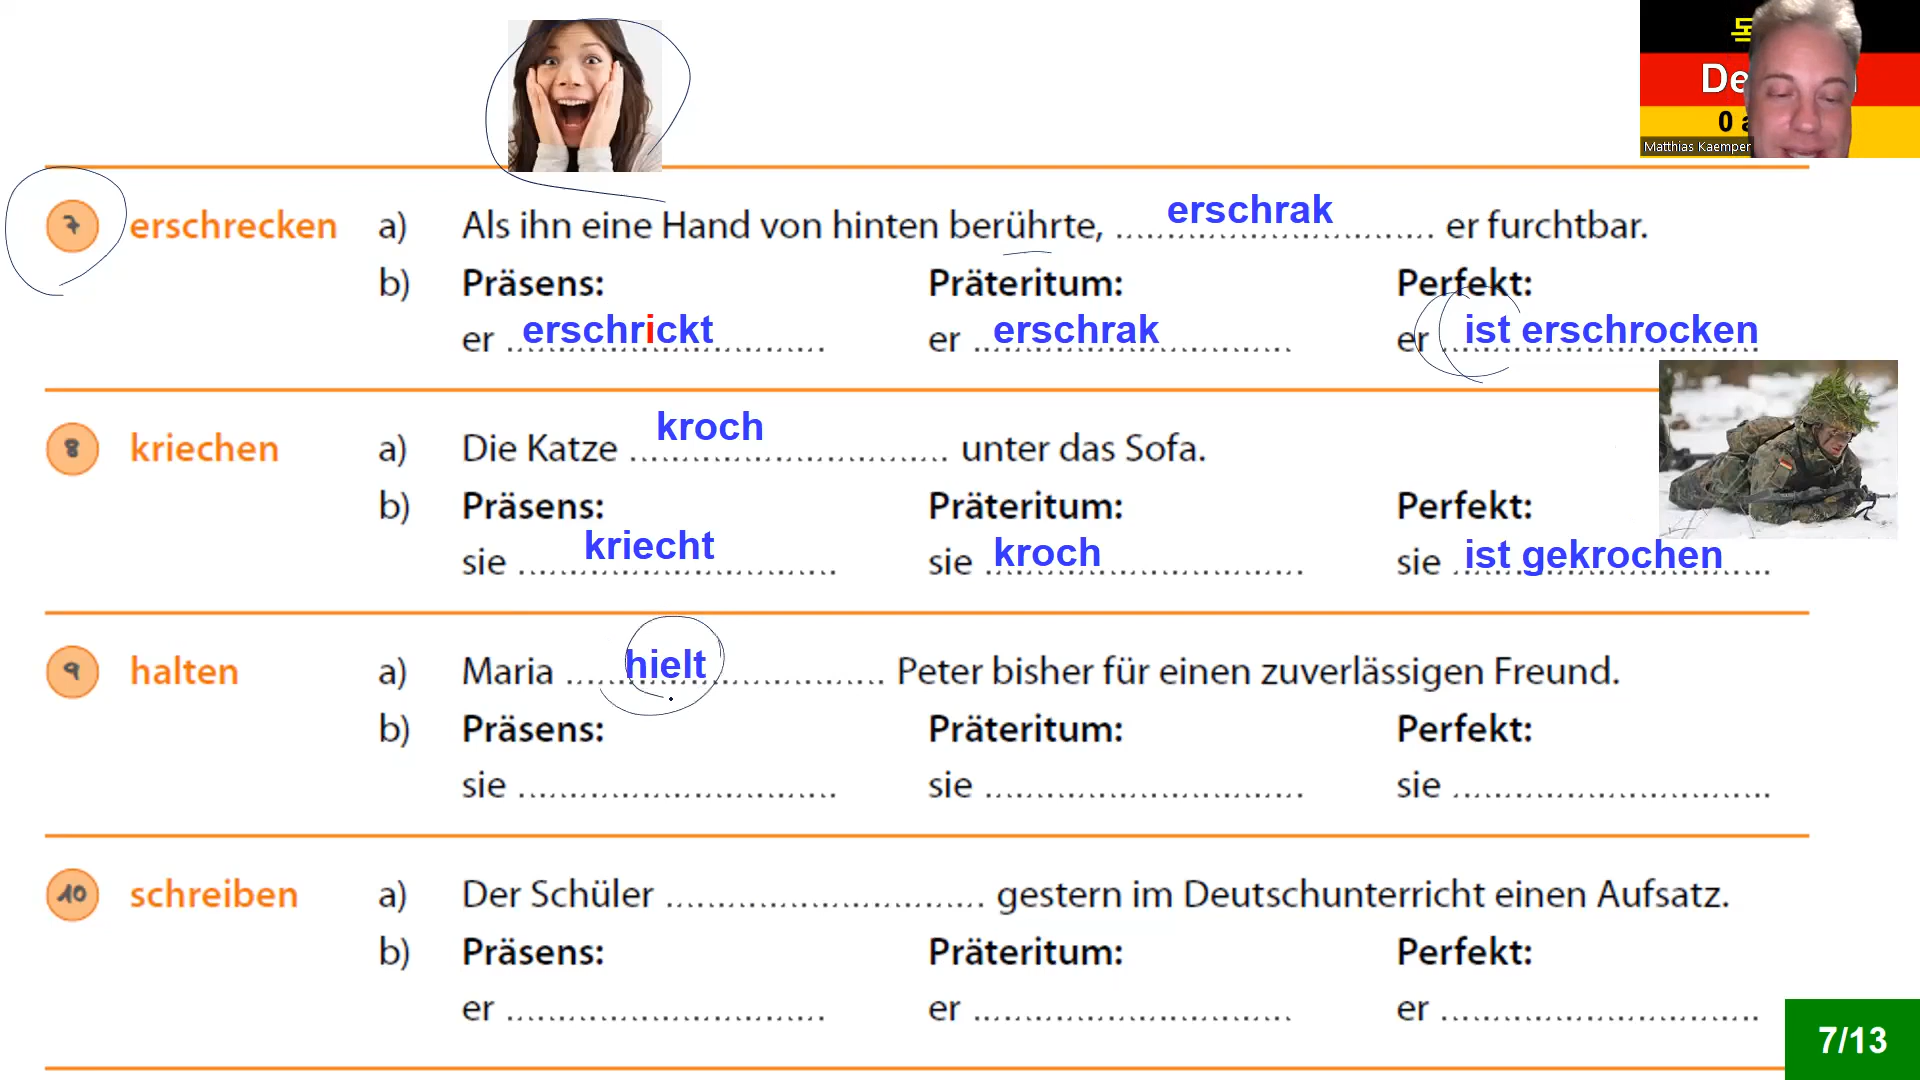 De
0 a
Matthias Kaemper
7 erschrecken a) Als ihn eine Hand von hinten berührte, erschrak er furchtbar.
b) Präsens: Präteritum: Perfekt:
er erschrickt er erschrak er ist erschrocken
8 kriechen a) Die Katze kroch unter das Sofa.
b) Präsens: Präteritum: Perfekt:
sie kriecht sie kroch sie ist gekrochen
9 halten a) Maria hielt Peter bisher für einen zuverlässigen Freund.
b) Präsens: Präteritum: Perfekt:
sie ........ sie ........ sie ........
10 schreiben a) Der Schüler ........ gestern im Deutschunterricht einen Aufsatz.
b) Präsens: Präteritum: Perfekt:
er ........ er ........ er ........
7/13